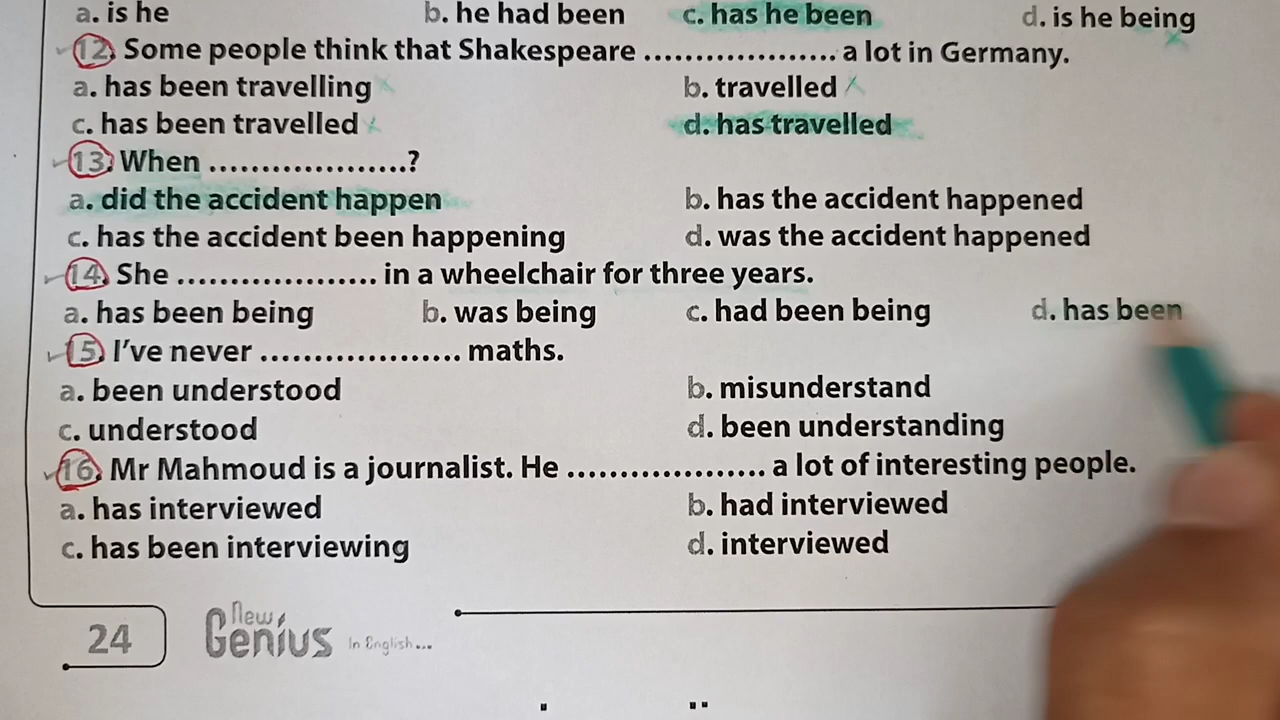 a. is he b. he had been c. has he been d. is he being
12. Some people think that Shakespeare ................... a lot in Germany.
a. has been travelling b. travelled
c. has been travelled d. has travelled
13. When ...................?
a. did the accident happen b. has the accident happened
c. has the accident been happening d. was the accident happened
14. She ................... in a wheelchair for three years.
a. has been being b. was being c. had been being d. has been
15. I've never ................... maths.
a. been understood b. misunderstand
c. understood d. been understanding
16. Mr Mahmoud is a journalist. He ................... a lot of interesting people.
a. has interviewed b. had interviewed
c. has been interviewing d. interviewed
24 New Genius In English...